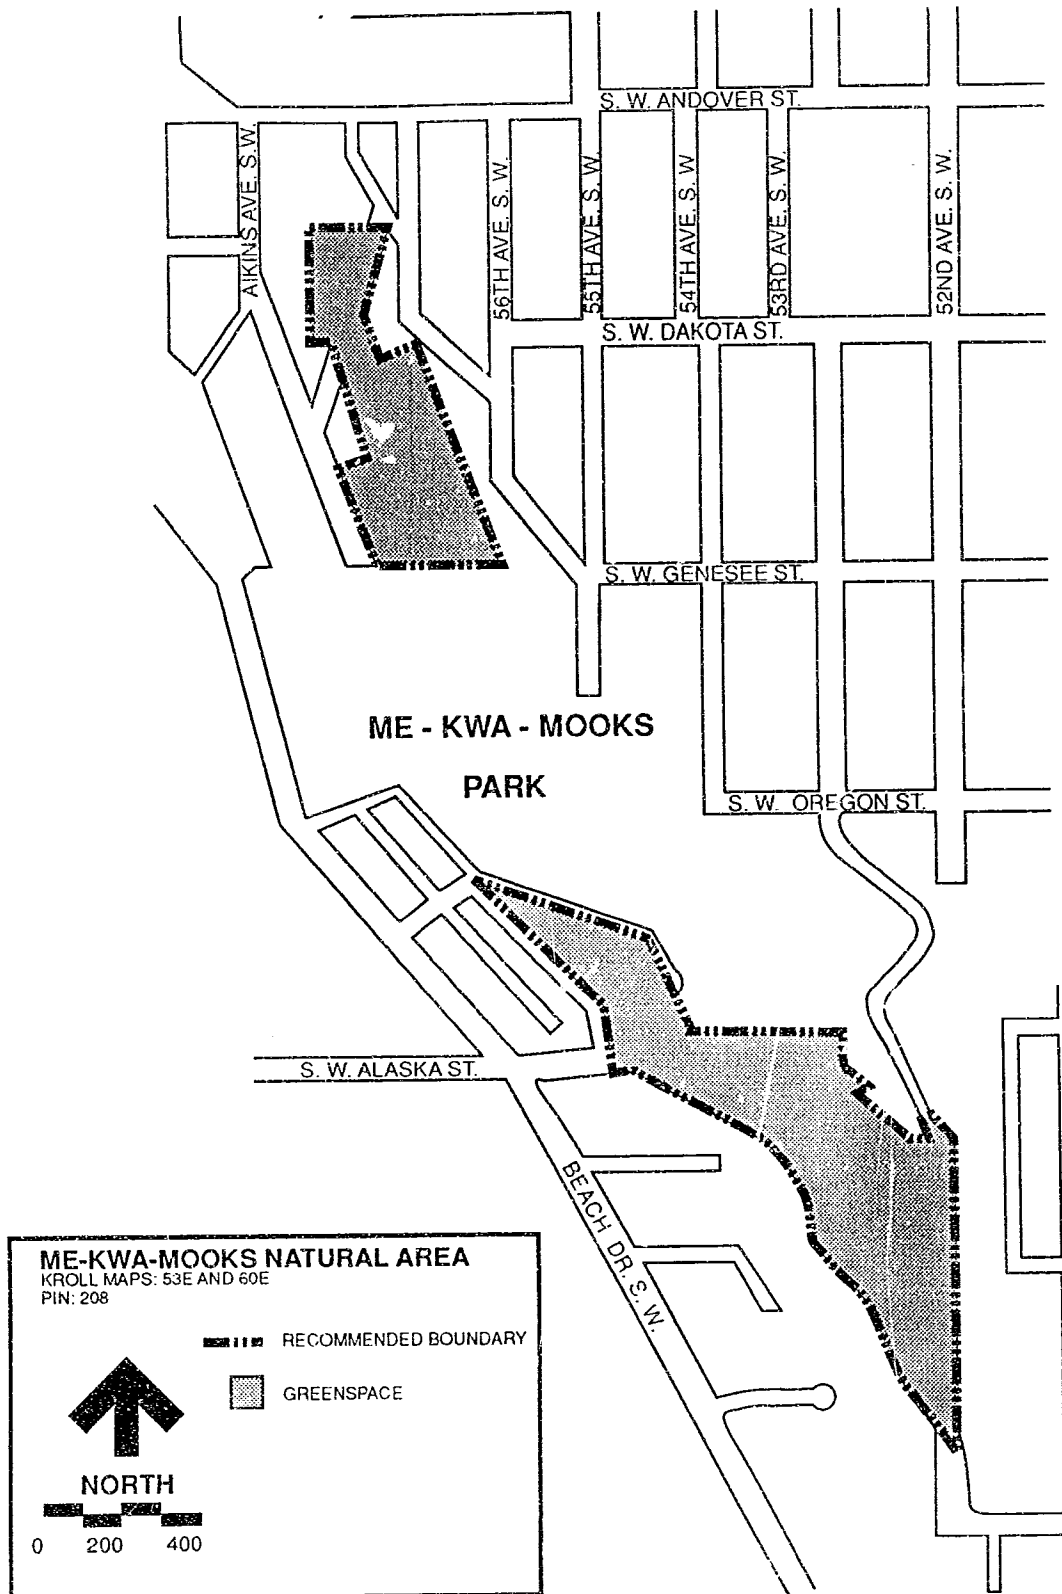 S. W. ANDOVER ST.
AIKINS AVE. S.W.
56TH AVE. S. W.
55TH AVE. S. W.
54TH AVE. S. W
53RD AVE. S. W.
52ND AVE. S. W.
S. W. DAKOTA ST.
S. W. GENESEE ST.
ME - KWA - MOOKS
PARK
S. W. OREGON ST.
S. W. ALASKA ST.
BEACH DR. S. W.
ME-KWA-MOOKS NATURAL AREA
KROLL MAPS: 53E AND 60E
PIN: 208
RECOMMENDED BOUNDARY
GREENSPACE
NORTH
0 200 400